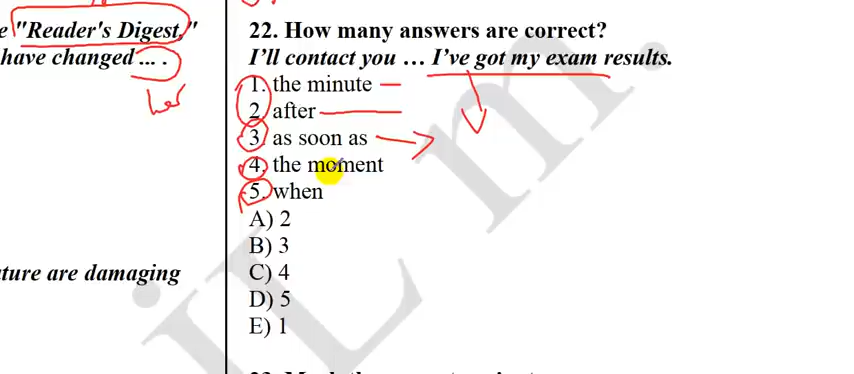 e "Reader's Digest,"
have changed ... .
her
ture are damaging
22. How many answers are correct?
I'll contact you … I've got my exam results.
1. the minute
2. after
3. as soon as
4. the moment
5. when
A) 2
B) 3
C) 4
D) 5
E) 1
iLm.